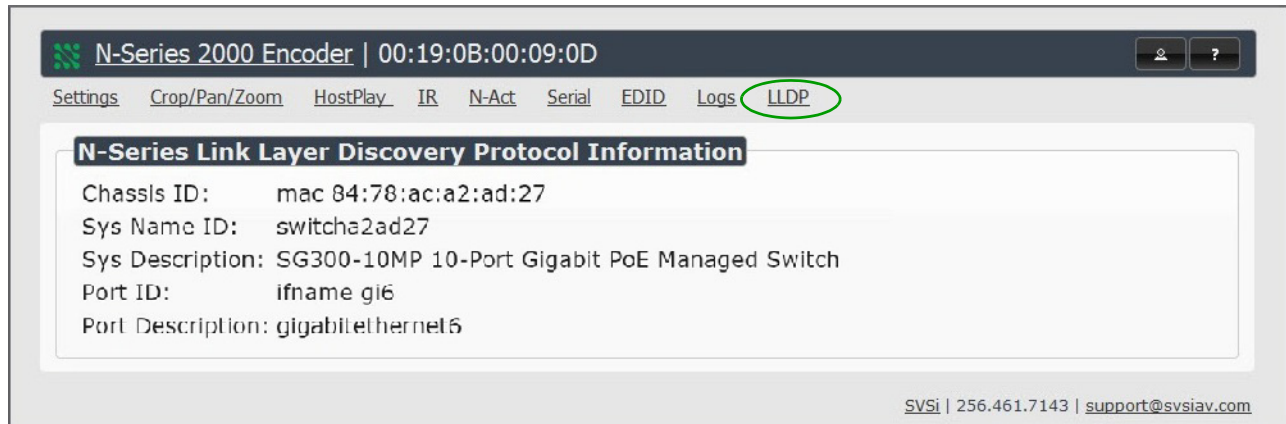 N-Series 2000 Encoder | 00:19:0B:00:09:0D ?
Settings Crop/Pan/Zoom HostPlay IR N-Act Serial EDID Logs LLDP
N-Series Link Layer Discovery Protocol Information
Chassis ID: mac 84:78:ac:a2:ad:27
Sys Name ID: switcha2ad27
Sys Description: SG300-10MP 10-Port Gigabit PoE Managed Switch
Port ID: ifname gi6
Port Description: gigabitethernet6
SVSi | 256.461.7143 | support@svsiav.com